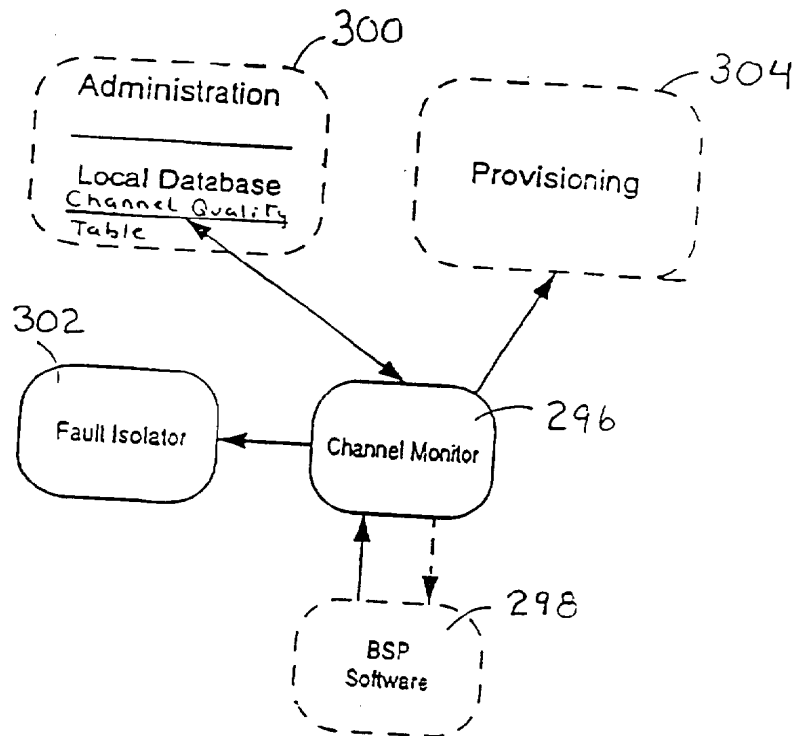 300
304
Administration
Provisioning
Local Database
Channel Quality
Table
302
296
Fault Isolator
Channel Monitor
298
BSP
Software